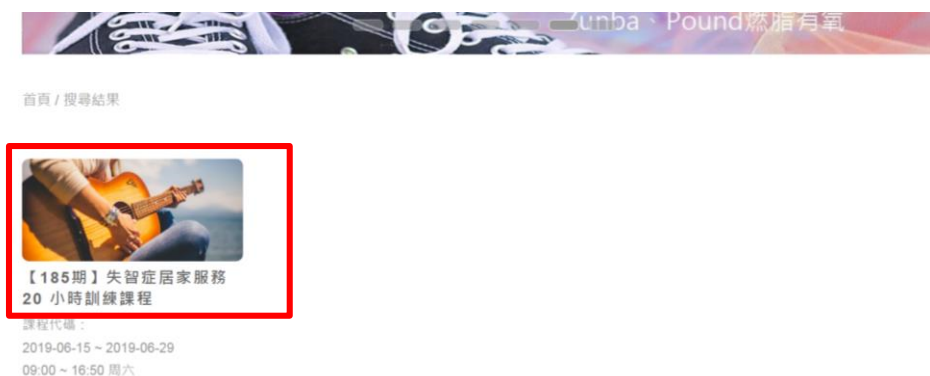 Zunba、Pound燃脂有氧
首頁 / 搜尋結果
【185期】失智症居家服務
20 小時訓練課程
課程代碼：
2019-06-15 ~ 2019-06-29
09:00 ~ 16:50 周六